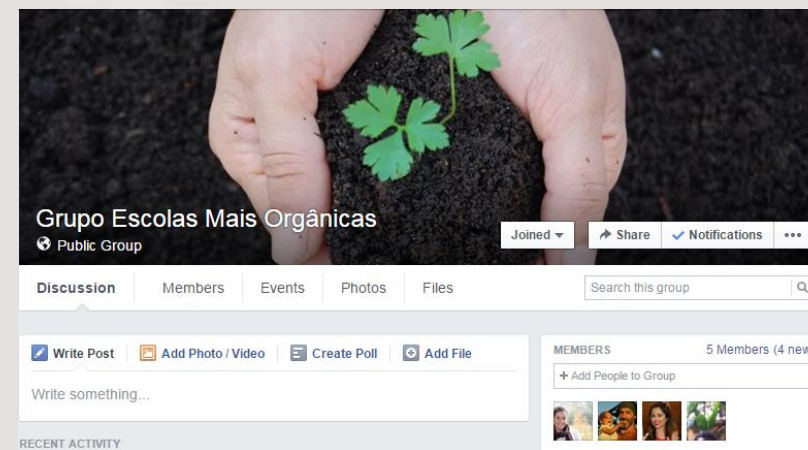 Grupo Escolas Mais Orgânicas
Public Group
Joined
Share
Notifications
Discussion
Members
Events
Photos
Files
Search this group
Write Post
Add Photo / Video
Create Poll
Add File
Write something...
RECENT ACTIVITY
MEMBERS
5 Members (4 new
+ Add People to Group